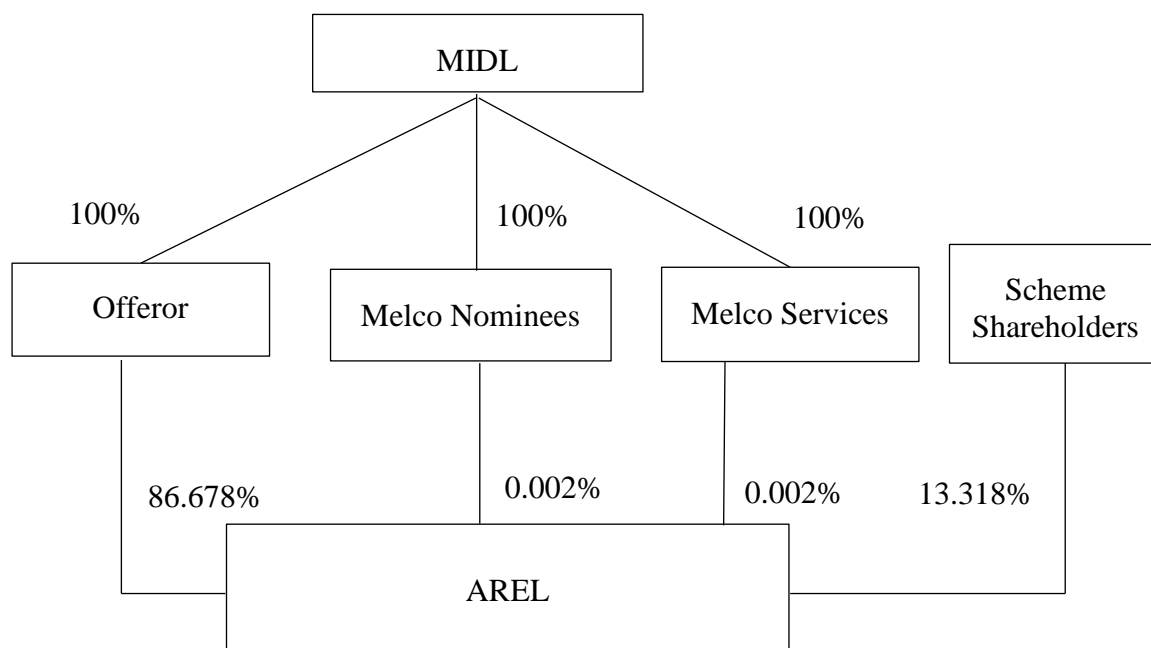 MIDL
100%
100%
100%
Offeror
Melco Nominees
Melco Services
Scheme
Shareholders
86.678%
0.002%
0.002%
13.318%
AREL